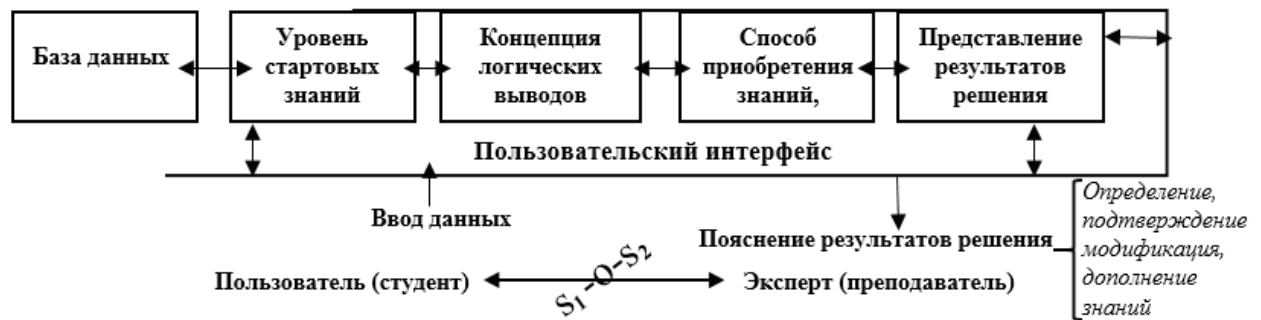 База данных
Уровень
стартовых
знаний
Концепция
логических
выводов
Способ
приобретения
знаний,
Представление
результатов
решения
Пользовательский интерфейс
Ввод данных
Пояснение результатов решения
Определение,
подтверждение
модификация,
дополнение
знаний
Пользователь (студент)
S₁-O-S₂
Эксперт (преподаватель)